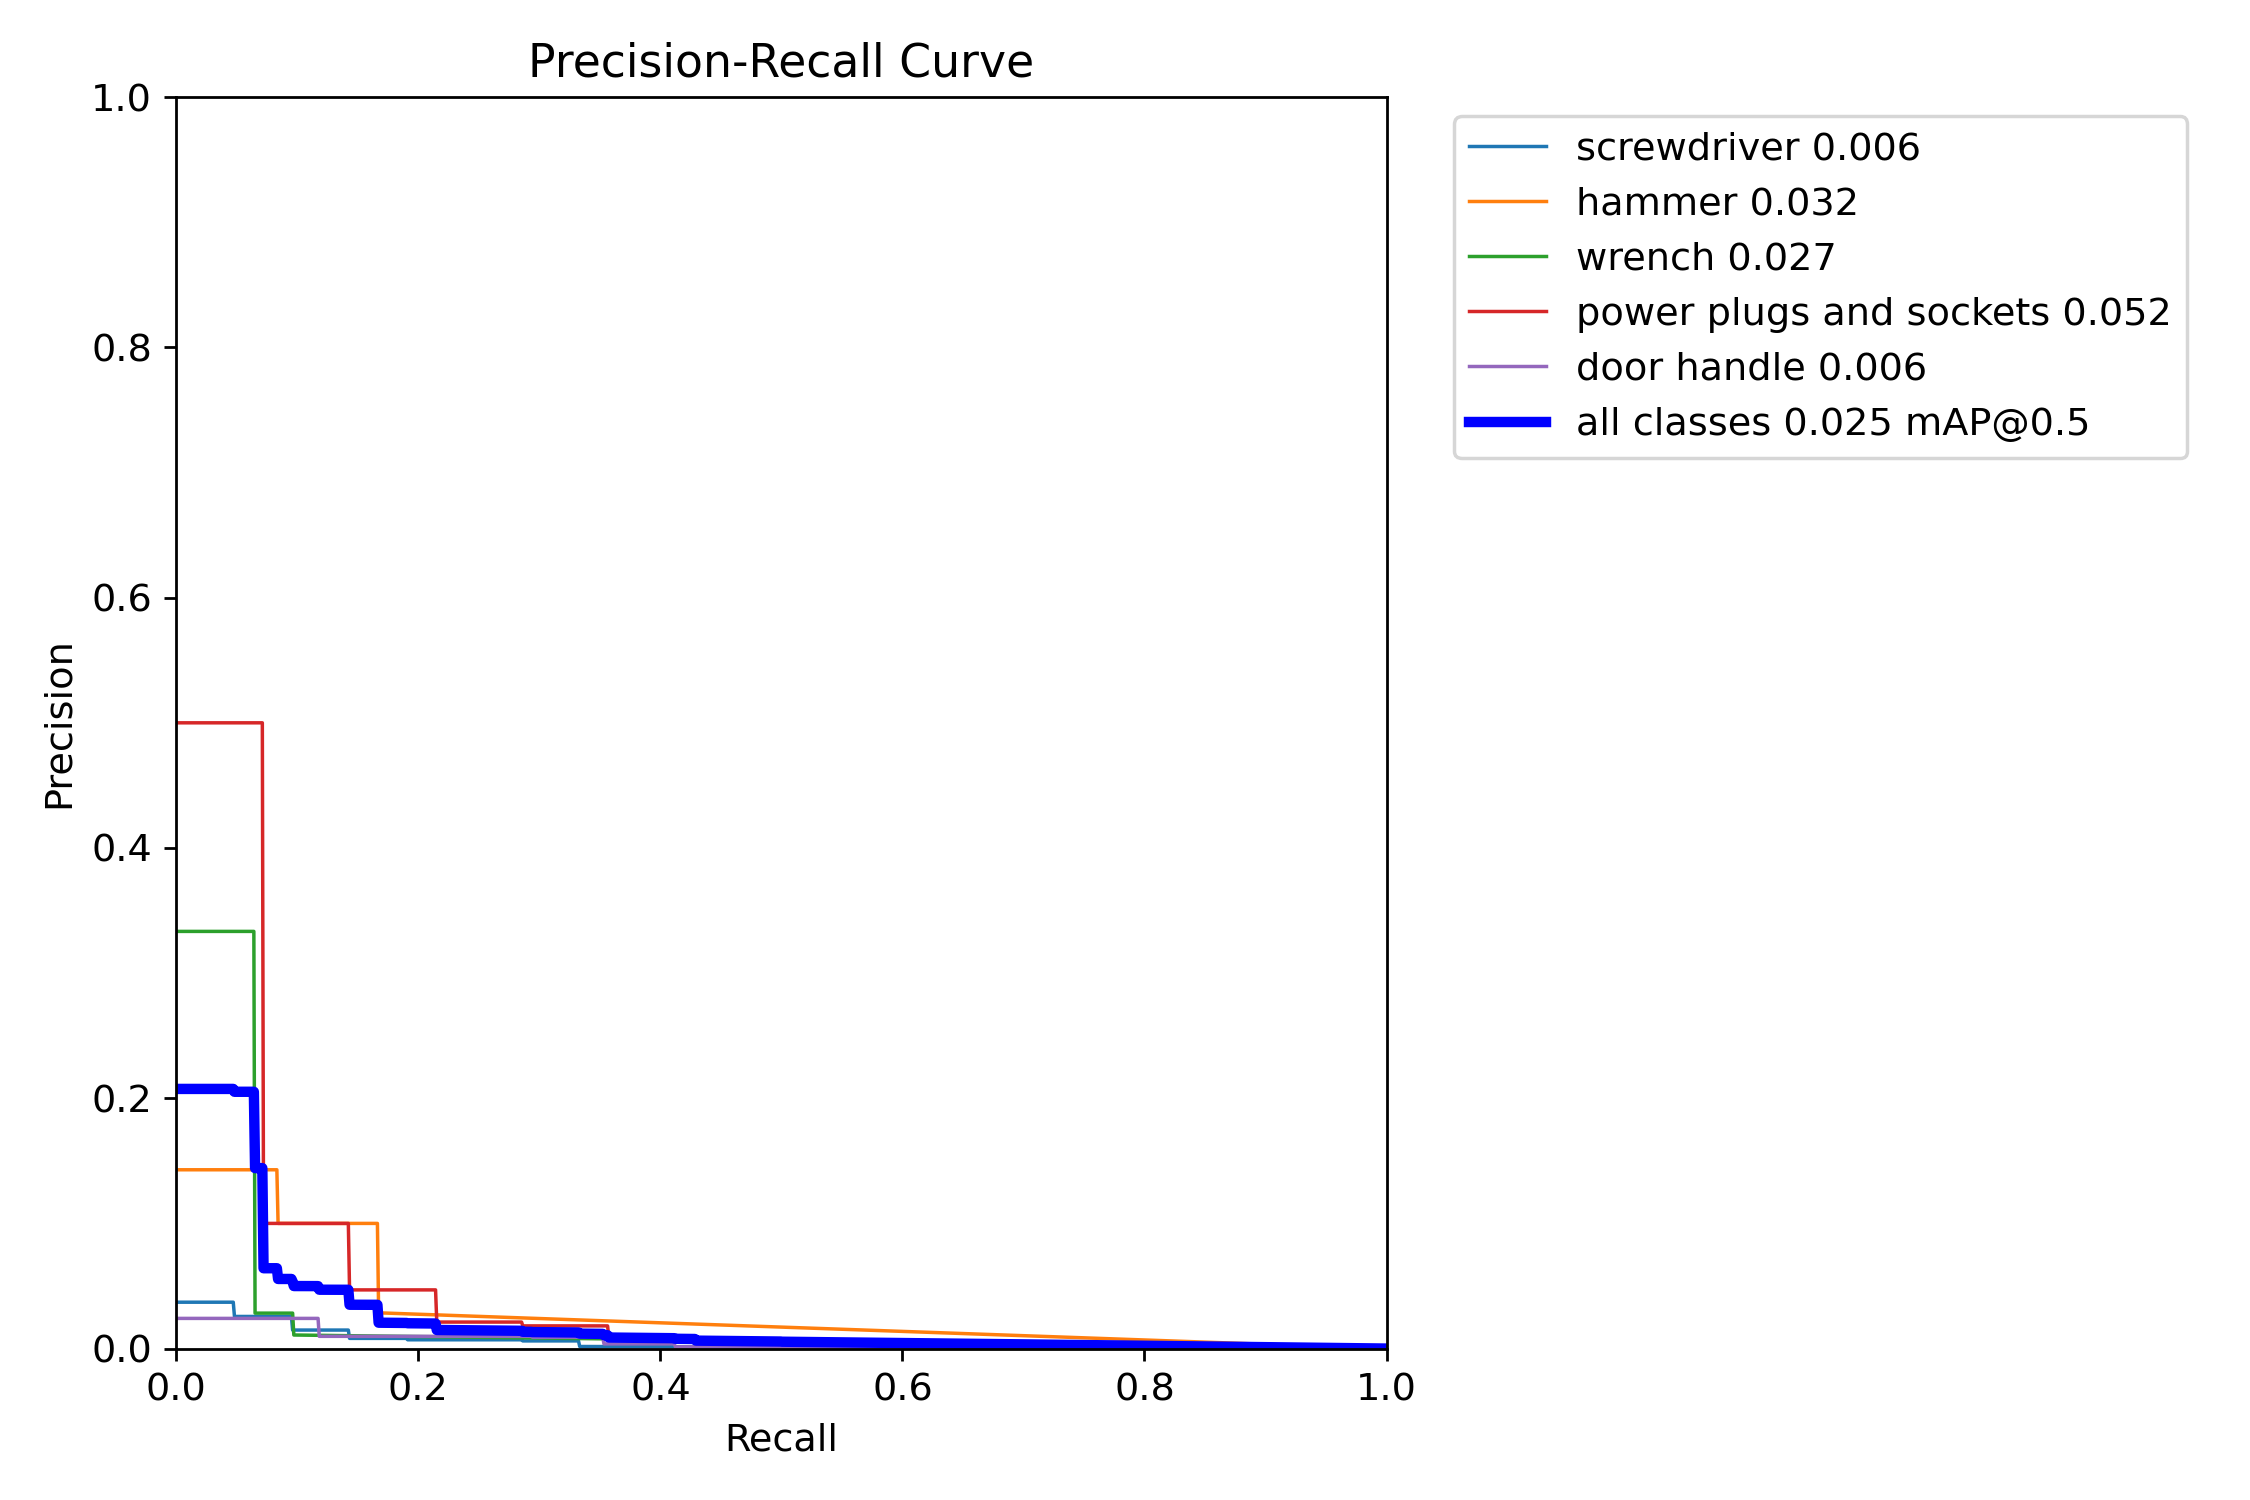 Precision-Recall Curve
1.0
0.8
0.6
0.4
0.2
0.0
Precision
0.0 0.2 0.4 0.6 0.8 1.0
Recall
screwdriver 0.006
hammer 0.032
wrench 0.027
power plugs and sockets 0.052
door handle 0.006
all classes 0.025 mAP@0.5